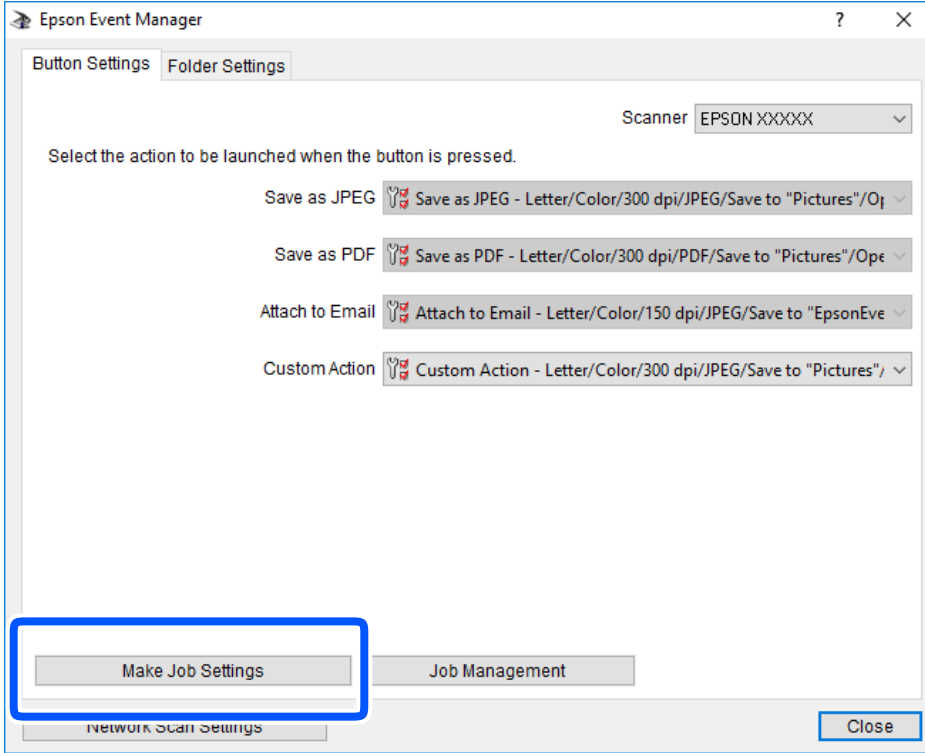 Epson Event Manager
Button Settings Folder Settings
Scanner EPSON XXXXX
Select the action to be launched when the button is pressed.
Save as JPEG Save as JPEG - Letter/Color/300 dpi/JPEG/Save to "Pictures"/Op
Save as PDF Save as PDF - Letter/Color/300 dpi/PDF/Save to "Pictures"/Ope
Attach to Email Attach to Email - Letter/Color/150 dpi/JPEG/Save to "EpsonEve
Custom Action Custom Action - Letter/Color/300 dpi/JPEG/Save to "Pictures"/
Make Job Settings Job Management
Network Scan Settings Close